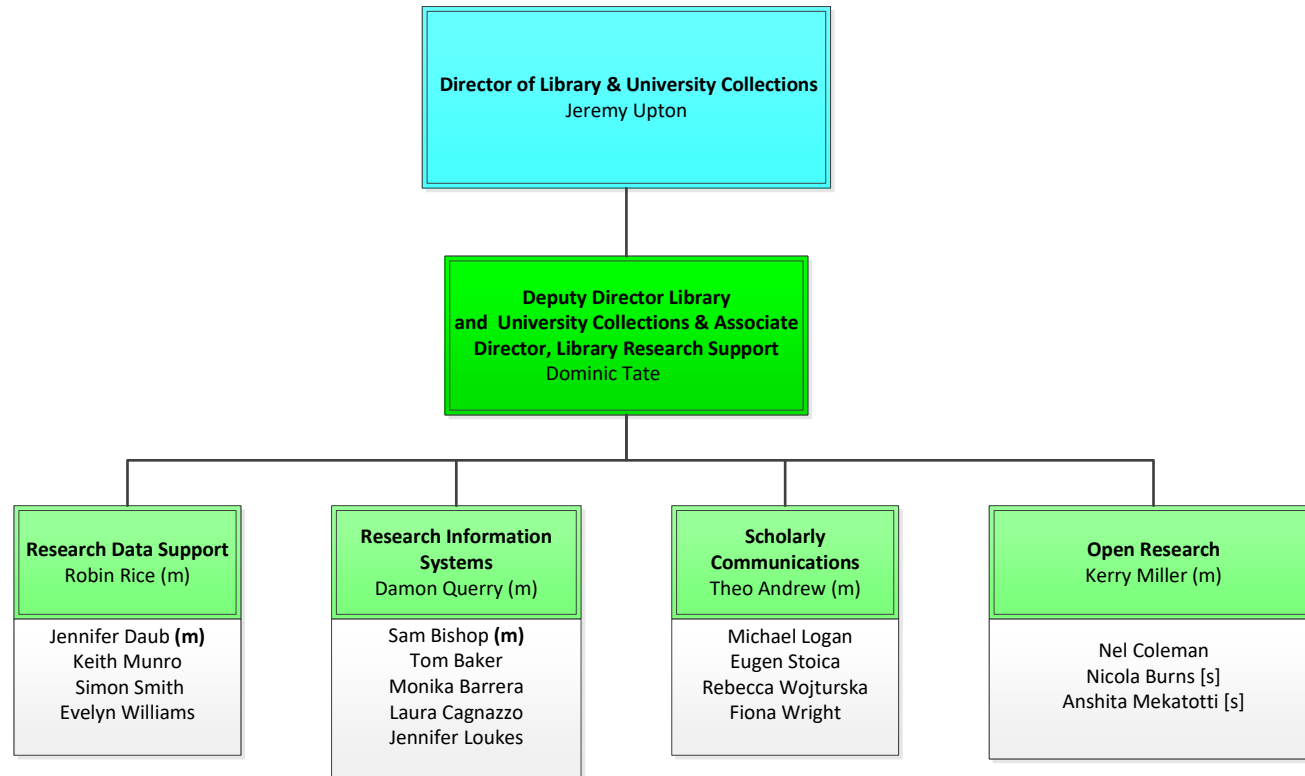 Director of Library & University Collections
Jeremy Upton
Deputy Director Library
and University Collections & Associate
Director, Library Research Support
Dominic Tate
Research Data Support
Robin Rice (m)
Jennifer Daub (m)
Keith Munro
Simon Smith
Evelyn Williams
Research Information
Systems
Damon Querry (m)
Sam Bishop (m)
Tom Baker
Monika Barrera
Laura Cagnazzo
Jennifer Loukes
Scholarly
Communications
Theo Andrew (m)
Michael Logan
Eugen Stoica
Rebecca Wojturska
Fiona Wright
Open Research
Kerry Miller (m)
Nel Coleman
Nicola Burns [s]
Anshita Mekatotti [s]